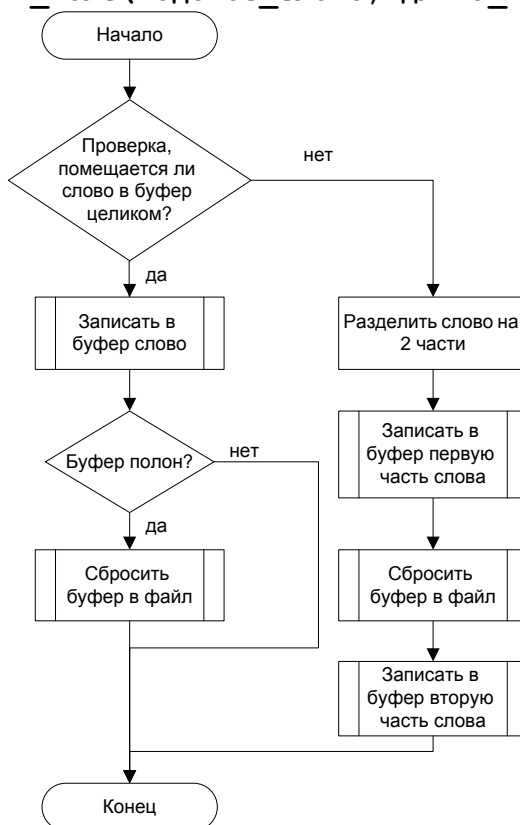 Начало
Проверка,
помещается ли
слово в буфер
целиком?
нет
да
Записать в
буфер слово
Разделить слово на
2 части
Буфер полон?
нет
да
Записать в
буфер первую
часть слова
Сбросить
буфер в файл
Сбросить
буфер в файл
Записать в
буфер вторую
часть слова
Конец